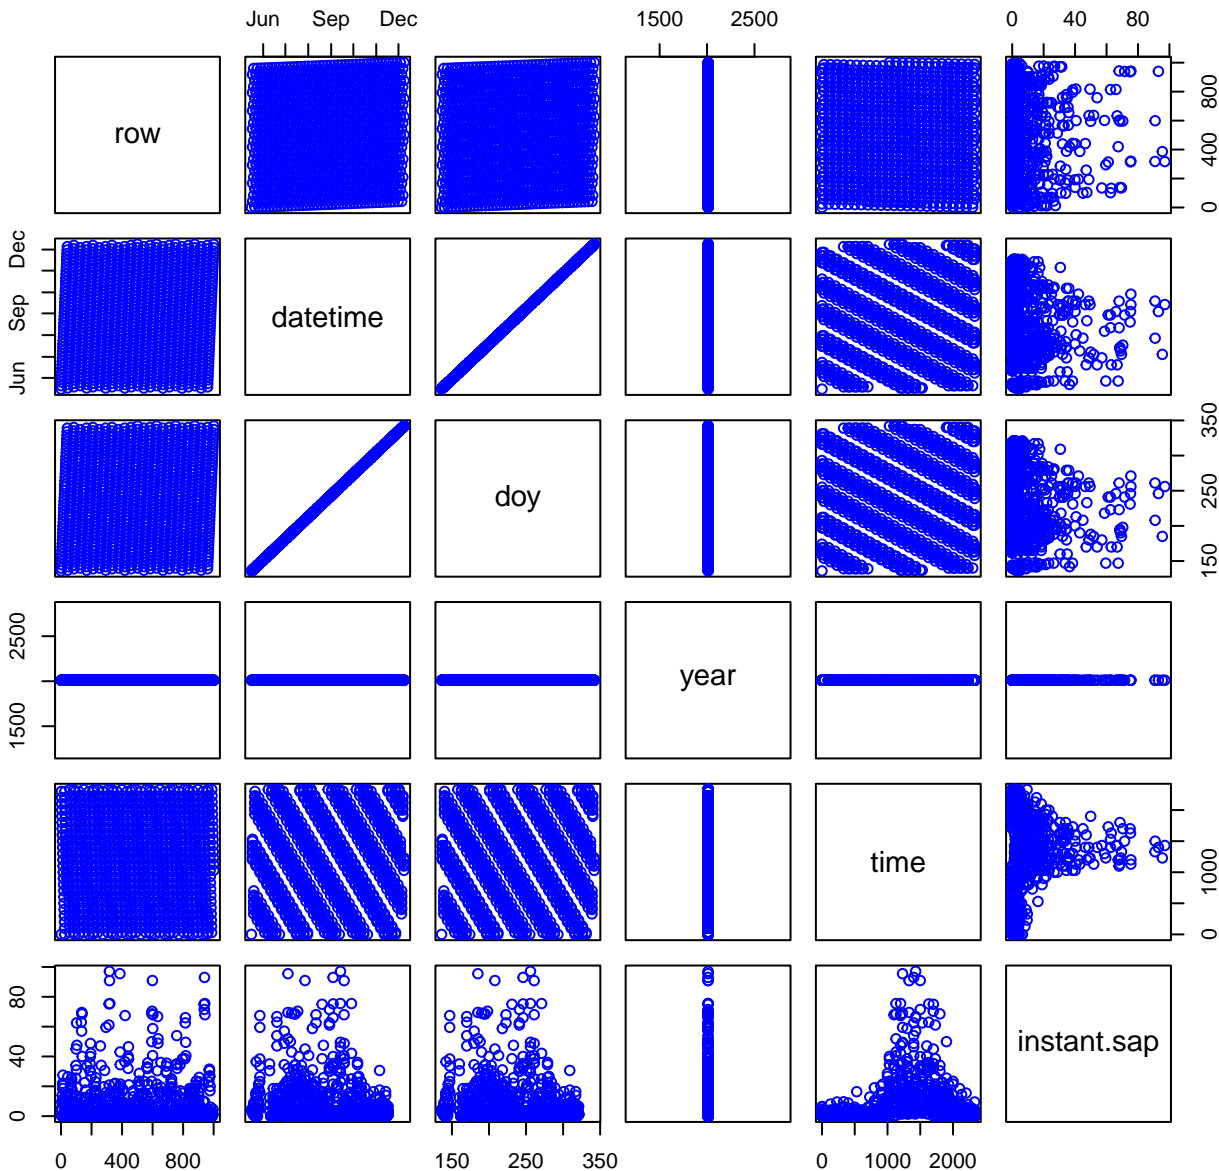 Jun Sep Dec 1500 2500 0 40 80
row
0 400 800
Jun Sep Dec
datetime
doy
150 250 350
1500 2500
year
time
0 1000
0 40 80
instant.sap
0 400 800 150 250 350 0 1000 2000